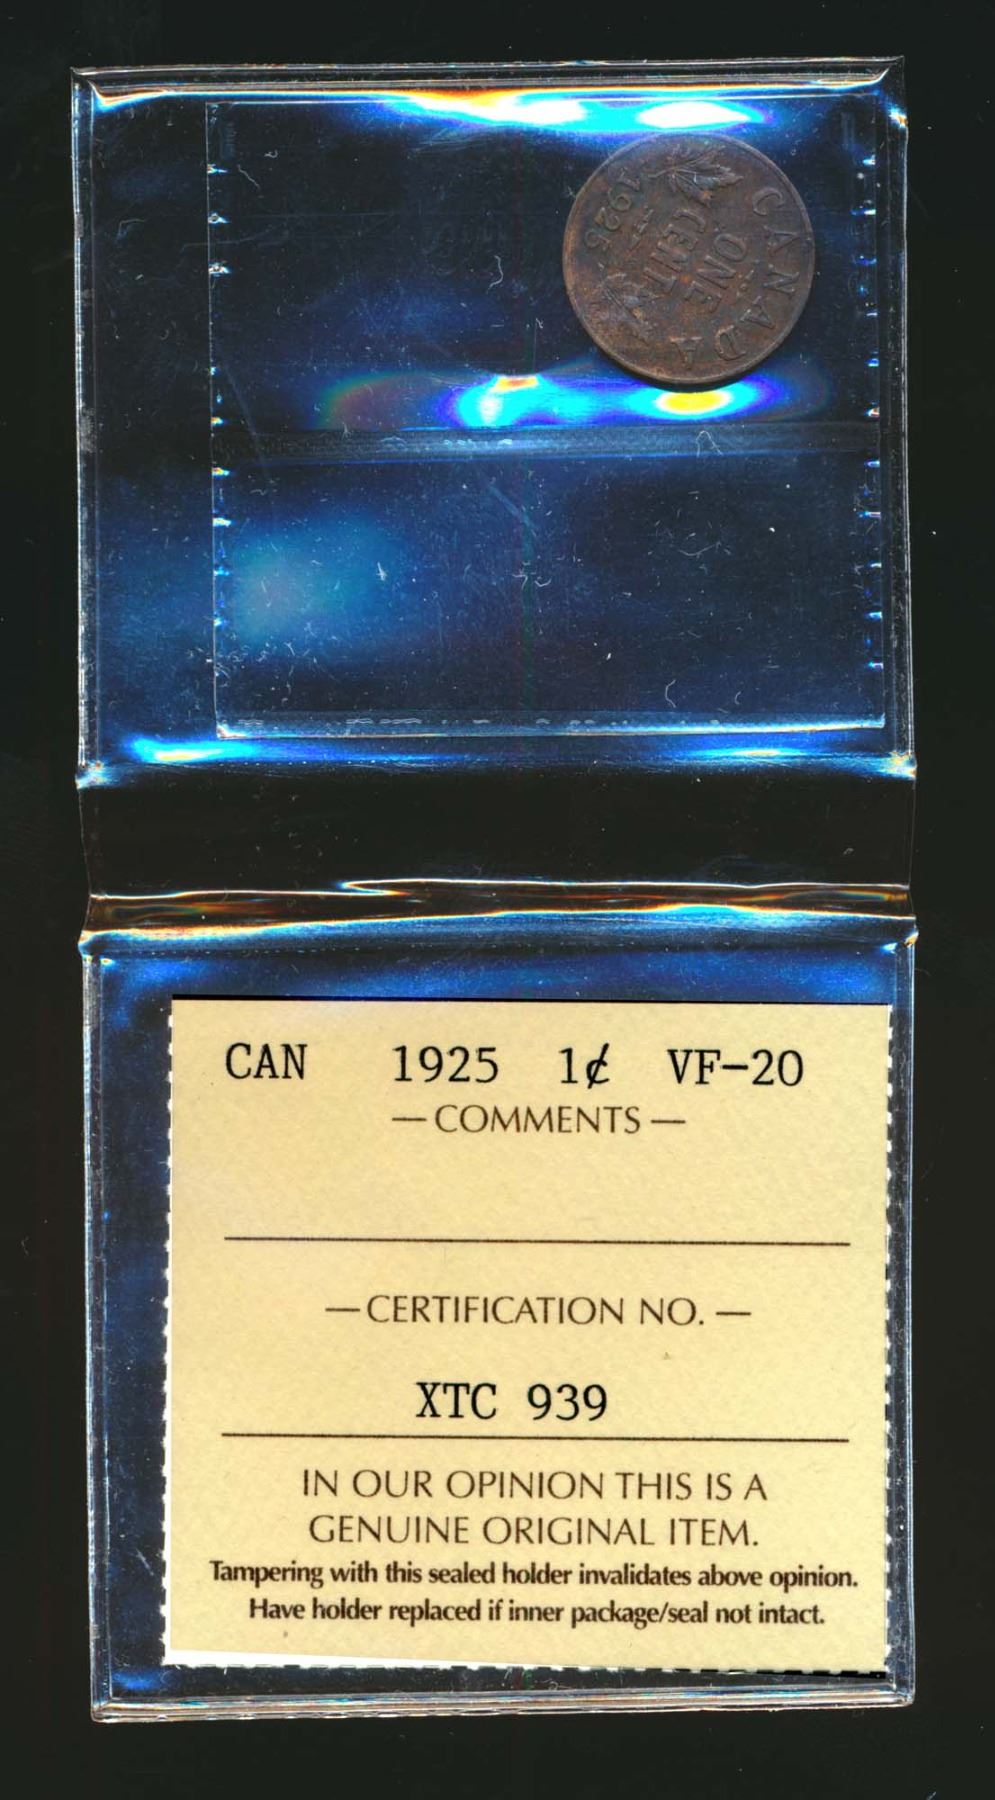 CANADA
ONE
CENT
1925
CAN 1925 1¢ VF-20
— COMMENTS —
— CERTIFICATION NO. —
XTC 939
IN OUR OPINION THIS IS A
GENUINE ORIGINAL ITEM.
Tampering with this sealed holder invalidates above opinion.
Have holder replaced if inner package/seal not intact.